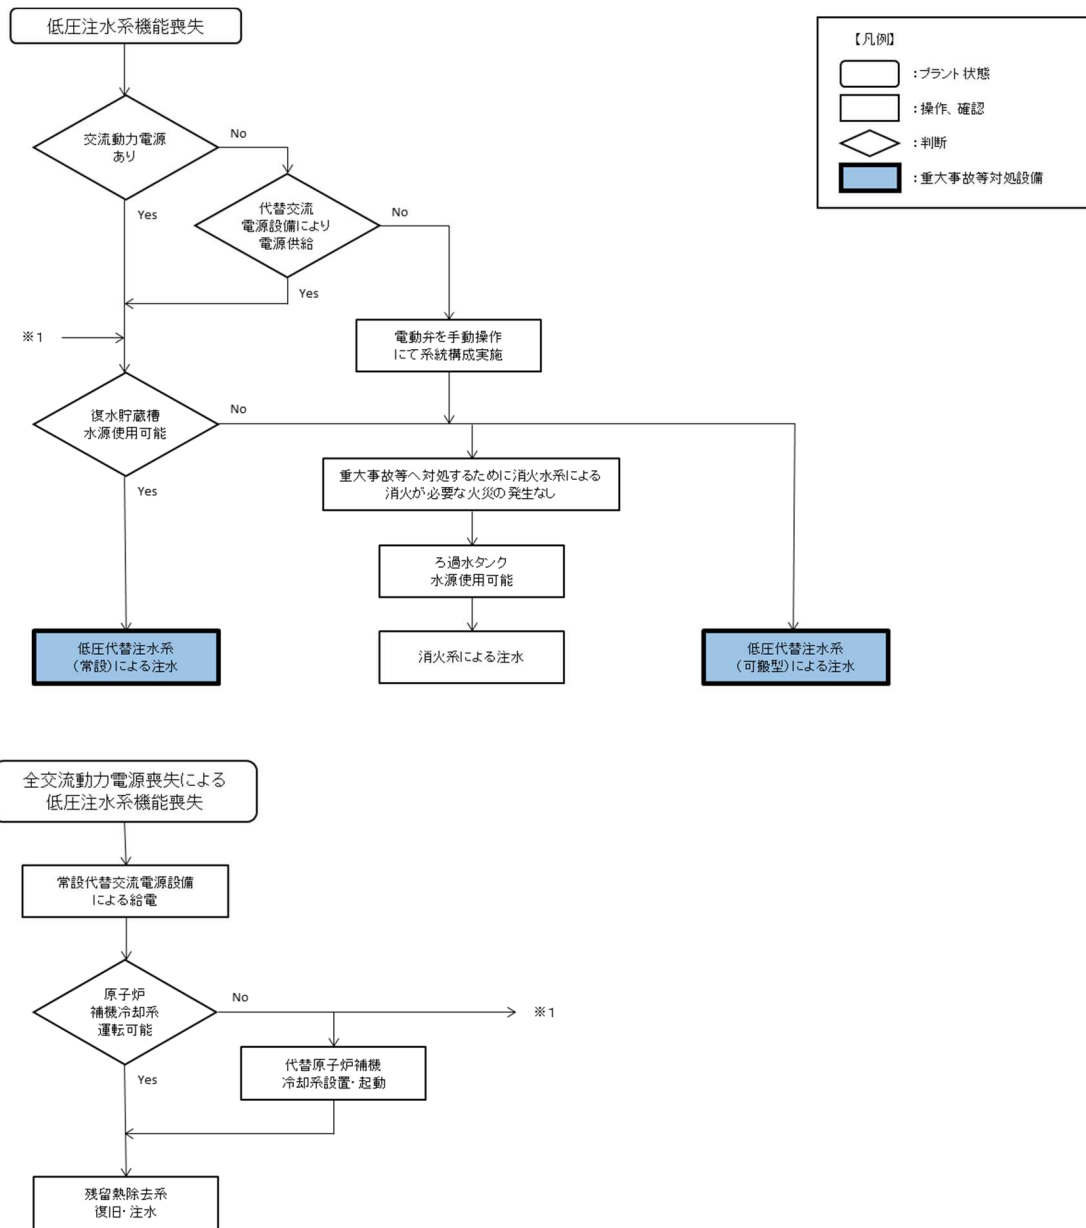 低圧注水系機能喪失
【凡例】
：プラント状態
：操作、確認
：判断
：重大事故等対処設備
交流動力電源
あり
No
Yes
代替交流
電源設備により
電源供給
No
Yes
※1
電動弁を手動操作
にて系統構成実施
復水貯蔵槽
水源使用可能
No
Yes
重大事故等へ対処するために消火水系による
消火が必要な火災の発生なし
ろ過水タンク
水源使用可能
低圧代替注水系
（常設）による注水
消火系による注水
低圧代替注水系
（可搬型）による注水
全交流動力電源喪失による
低圧注水系機能喪失
常設代替交流電源設備
による給電
原子炉
補機冷却系
運転可能
No
※1
Yes
代替原子炉補機
冷却系設置・起動
残留熱除去系
復旧・注水